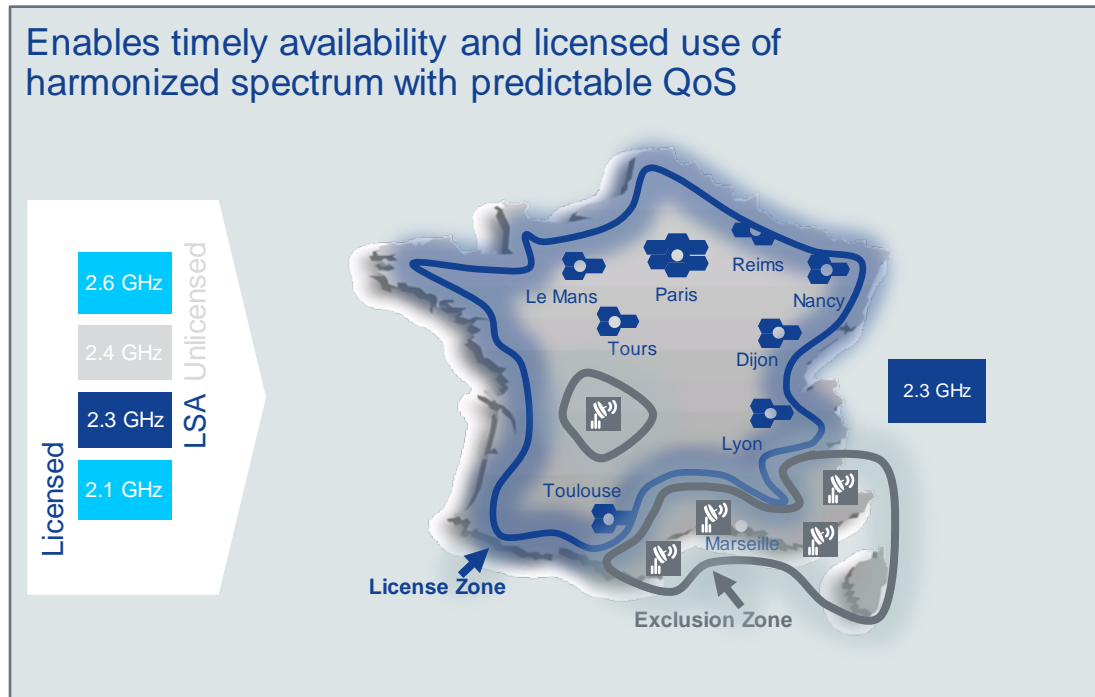 Enables timely availability and licensed use of
harmonized spectrum with predictable QoS
Licensed
2.6 GHz
2.4 GHz
2.3 GHz
2.1 GHz
Unlicensed
LSA
Reims
Le Mans
Paris
Nancy
Tours
Dijon
2.3 GHz
Lyon
Toulouse
Marseille
License Zone
Exclusion Zone